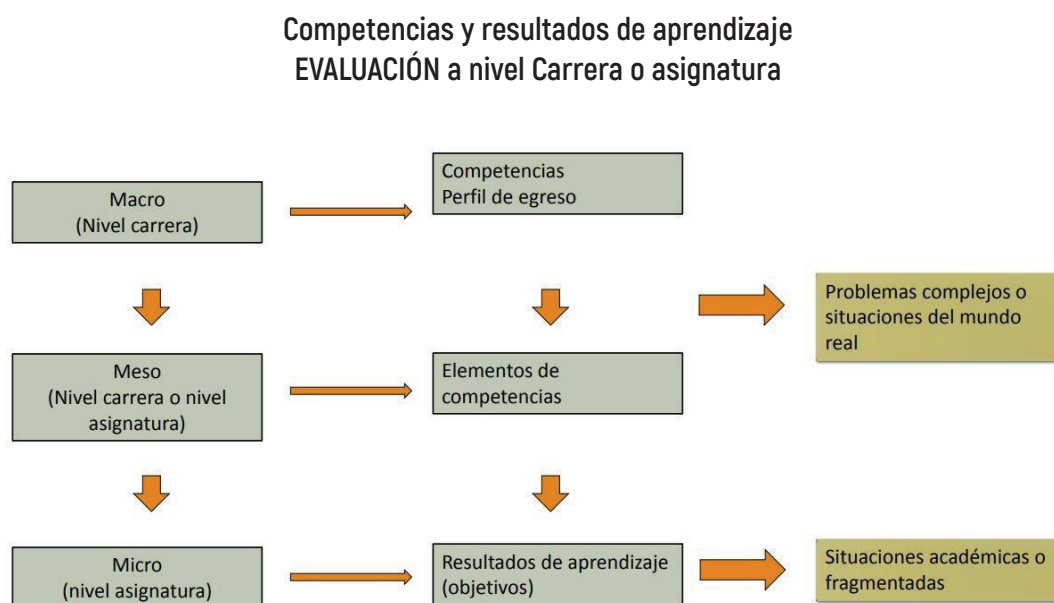 Competencias y resultados de aprendizaje
EVALUACIÓN a nivel Carrera o asignatura
Macro
(Nivel carrera)
Competencias
Perfil de egreso
Problemas complejos o
situaciones del mundo
real
Meso
(Nivel carrera o nivel
asignatura)
Elementos de
competencias
Micro
(nivel asignatura)
Resultados de aprendizaje
(objetivos)
Situaciones académicas o
fragmentadas